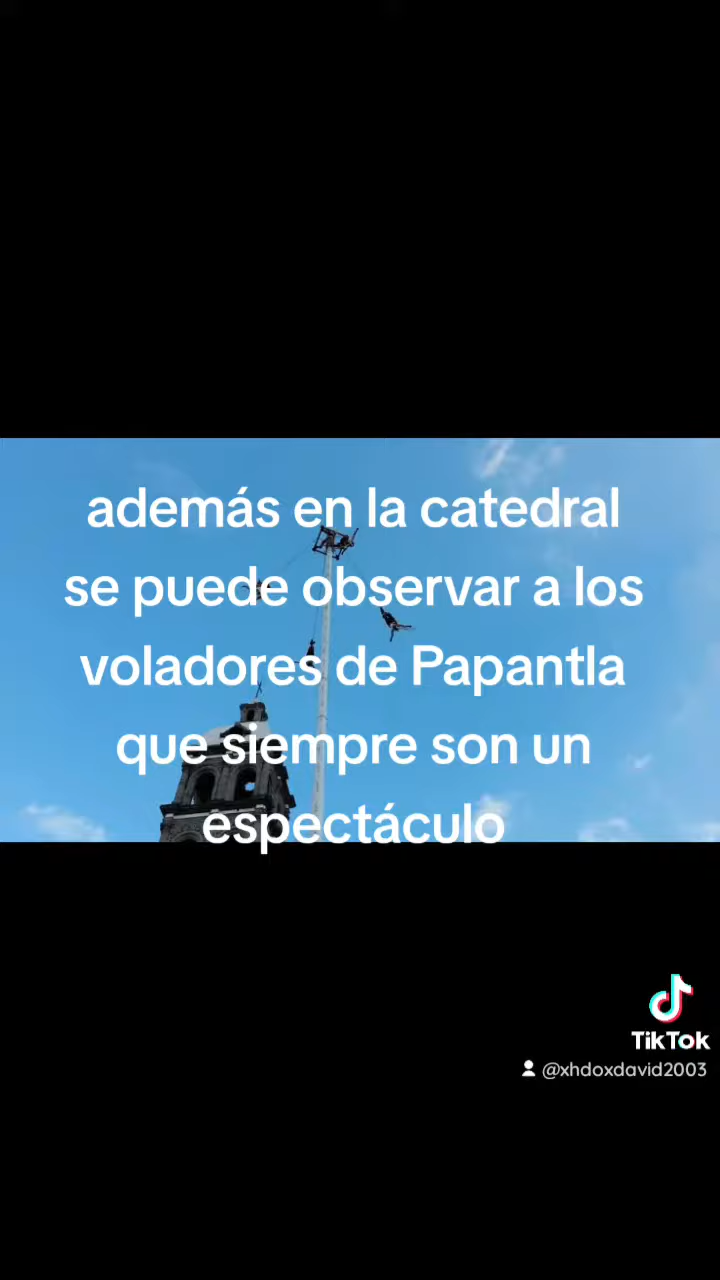 además en la catedral
se puede observar a los
voladores de Papantla
que siempre son un
espectáculo
TikTok
@xhdoxdavid2003